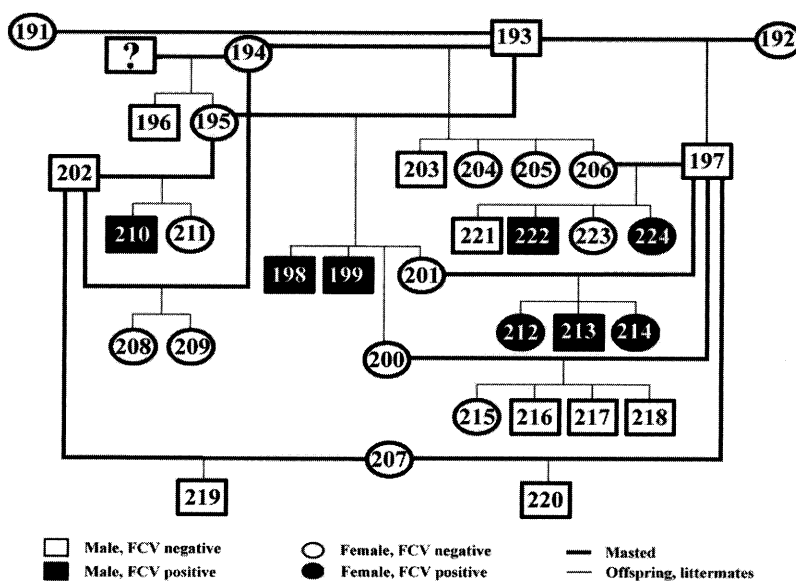 191 193 192
? 194
196 195 203 204 205 206 197
202
210 211 221 222 223 224
198 199 201
208 209 200 212 213 214
215 216 217 218
207
219 220
Male, FCV negative Female, FCV negative Masted
Male, FCV positive Female, FCV positive Offspring, littermates